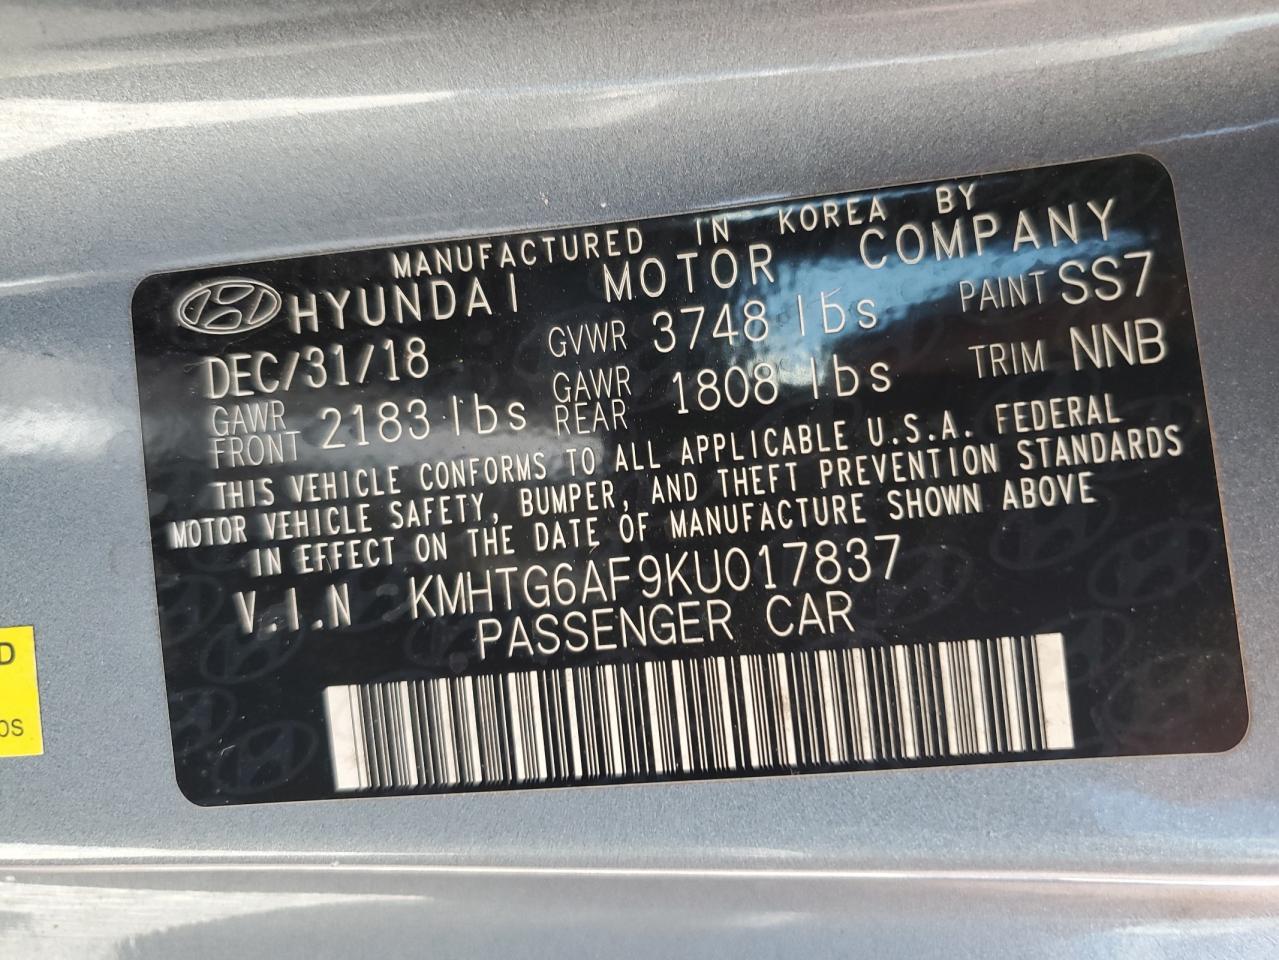 MANUFACTURED IN KOREA BY
HYUNDAI MOTOR COMPANY
DEC/31/18 GVWR 3748 lbs PAINT SS7
GAWR FRONT 2183 lbs GAWR REAR 1808 lbs TRIM NNB
THIS VEHICLE CONFORMS TO ALL APPLICABLE U.S.A. FEDERAL
MOTOR VEHICLE SAFETY, BUMPER, AND THEFT PREVENTION STANDARDS
IN EFFECT ON THE DATE OF MANUFACTURE SHOWN ABOVE
V.I.N KMHTG6AF9KU017837
PASSENGER CAR
D
OS